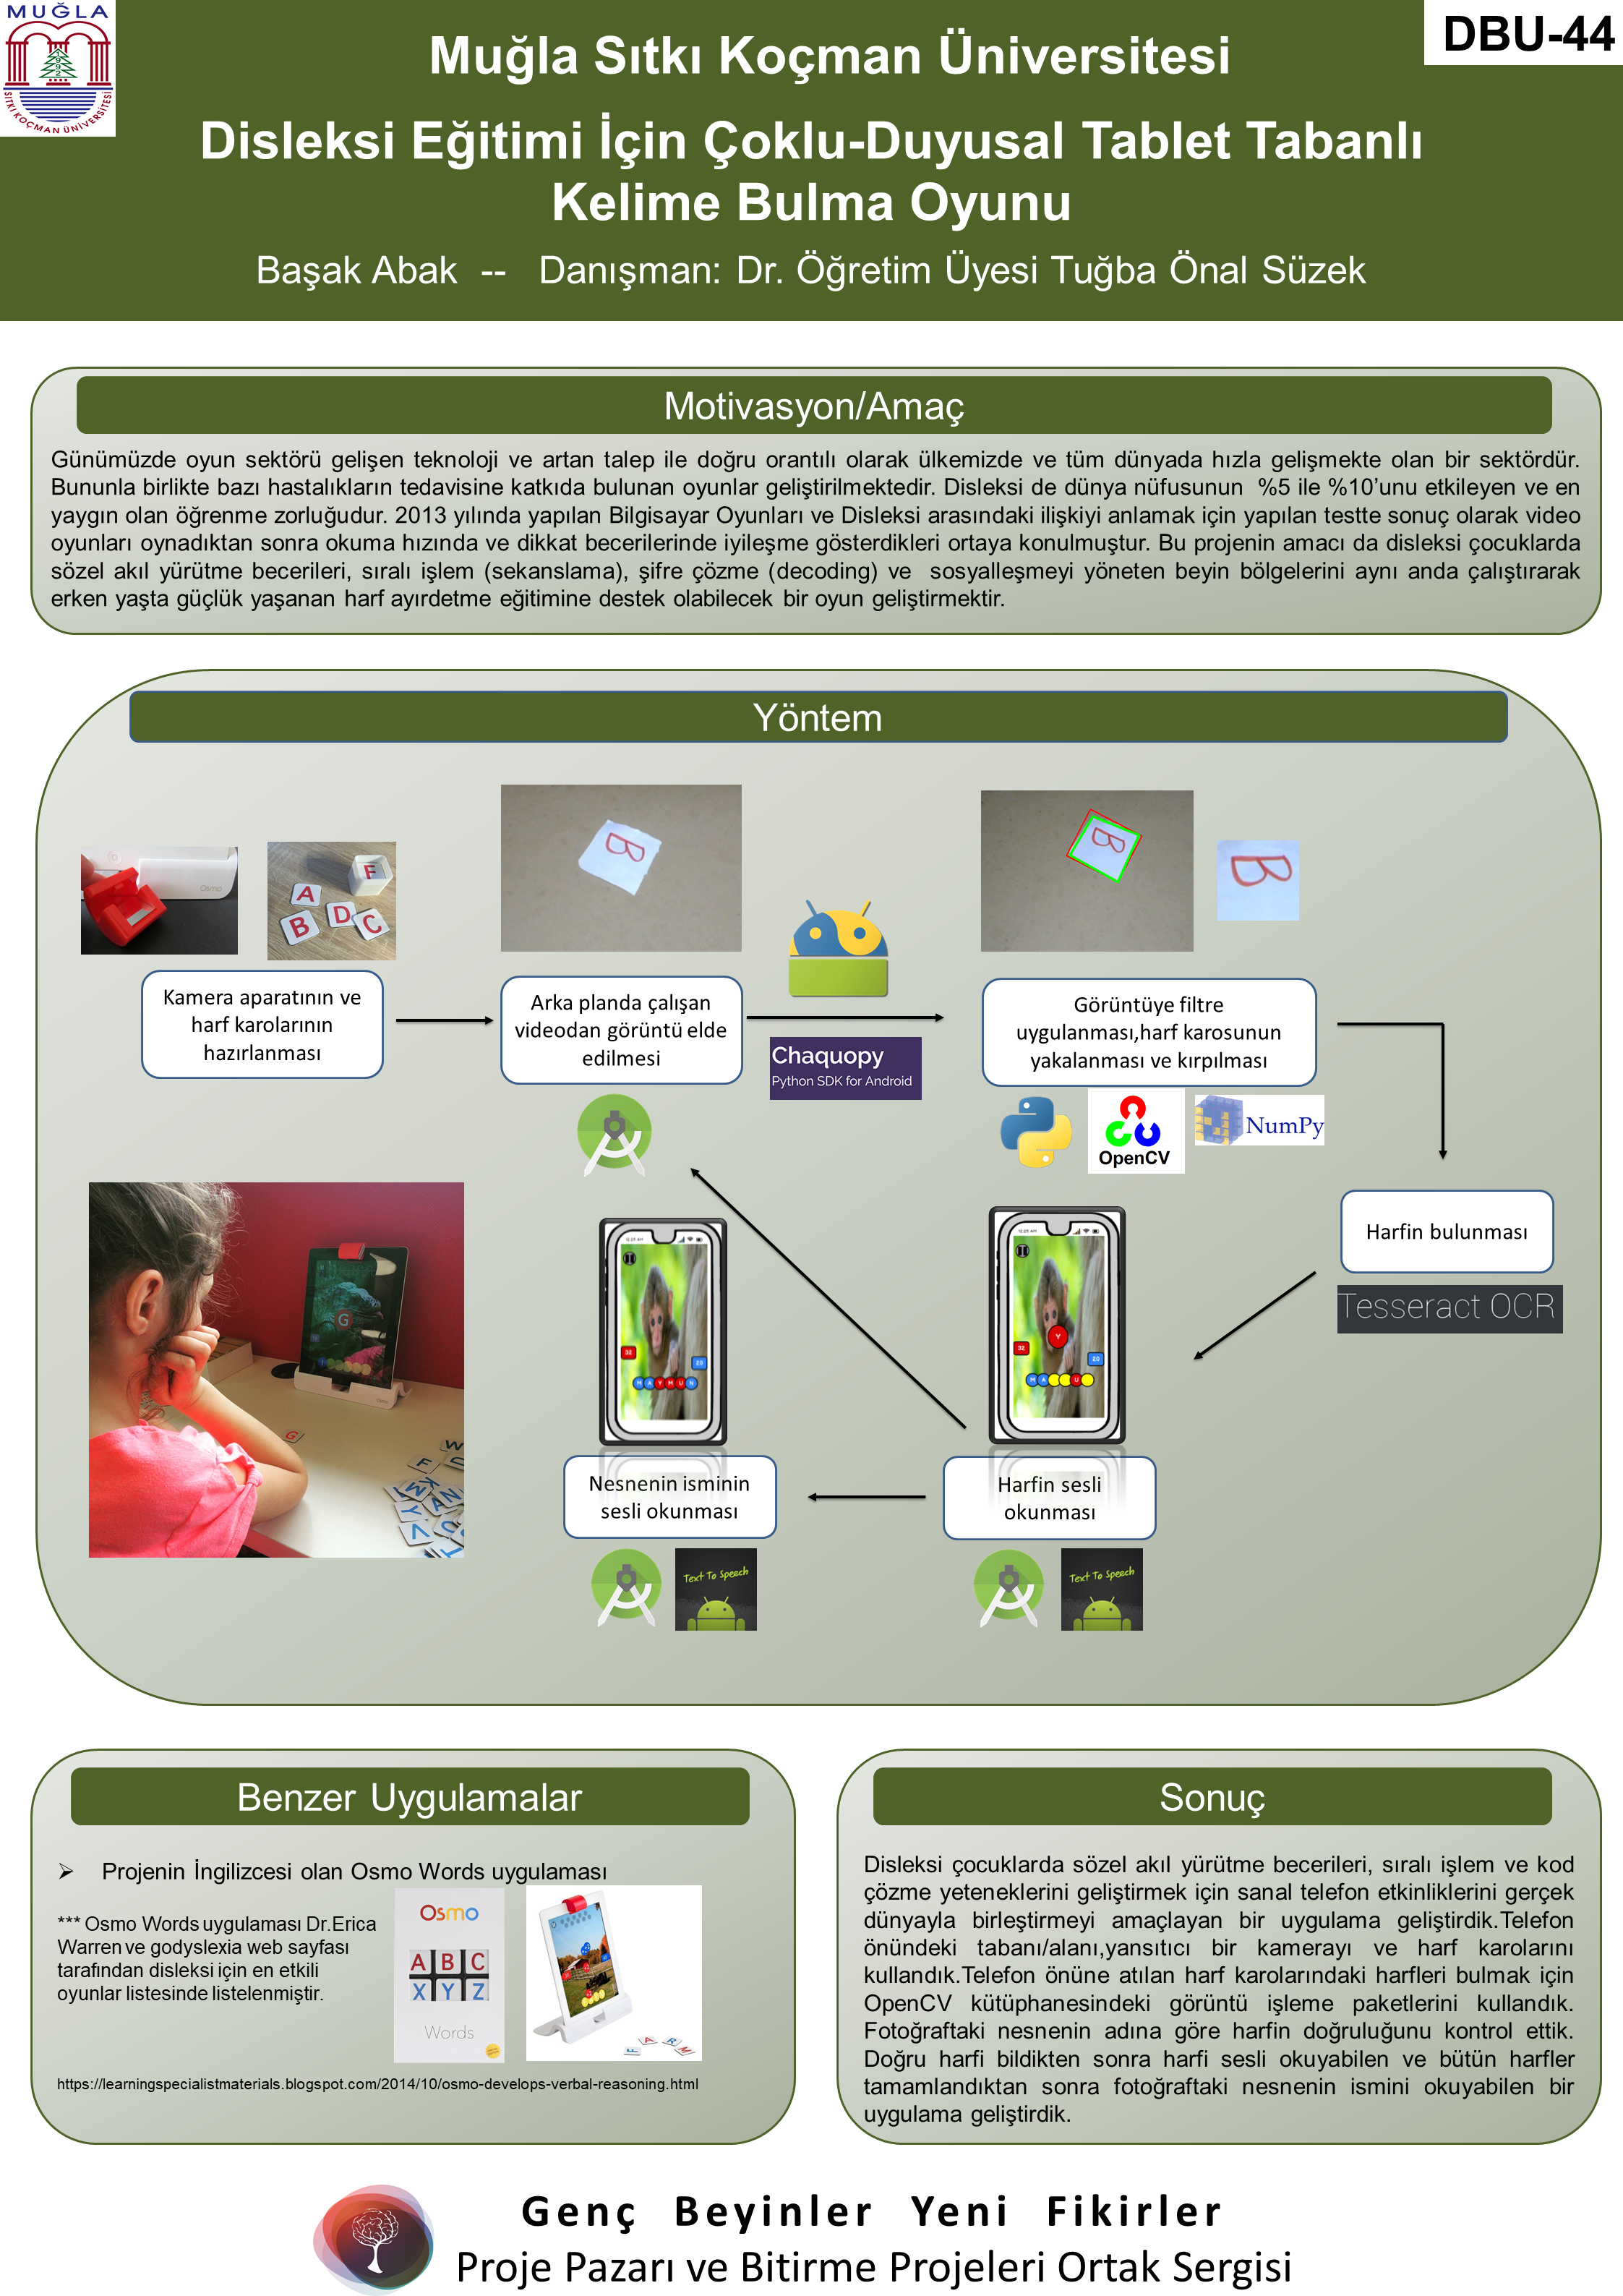 MUĞLA
1992
SITKI KOÇMAN ÜNİVERSİTESİ
DBU-44
Muğla Sıtkı Koçman Üniversitesi
Disleksi Eğitimi İçin Çoklu-Duyusal Tablet Tabanlı
Kelime Bulma Oyunu
Başak Abak -- Danışman: Dr. Öğretim Üyesi Tuğba Önal Süzek
Motivasyon/Amaç
Günümüzde oyun sektörü gelişen teknoloji ve artan talep ile doğru orantılı olarak ülkemizde ve tüm dünyada hızla gelişmekte olan bir sektördür.
Bununla birlikte bazı hastalıkların tedavisine katkıda bulunan oyunlar geliştirilmektedir. Disleksi de dünya nüfusunun %5 ile %10’unu etkileyen ve en
yaygın olan öğrenme zorluğudur. 2013 yılında yapılan Bilgisayar Oyunları ve Disleksi arasındaki ilişkiyi anlamak için yapılan testte sonuç olarak video
oyunları oynadıktan sonra okuma hızında ve dikkat becerilerinde iyileşme gösterdikleri ortaya konulmuştur. Bu projenin amacı da disleksi çocuklarda
sözel akıl yürütme becerileri, sıralı işlem (sekanslama), şifre çözme (decoding) ve sosyalleşmeyi yöneten beyin bölgelerini aynı anda çalıştırarak
erken yaşta güçlük yaşanan harf ayırdetme eğitimine destek olabilecek bir oyun geliştirmektir.
Yöntem
Osmo
F
A
B
D
C
B
B
B
Kamera aparatının ve
harf karolarının
hazırlanması
Arka planda çalışan
videodan görüntü elde
edilmesi
Chaquopy
Python SDK for Android
Görüntüye filtre
uygulanması,harf karosunun
yakalanması ve kırpılması
OpenCV
NumPy
Harfin bulunması
Tesseract OCR
G
G
W
F
32
20
M A Y M U N
Y
32
20
M A U
Nesnenin isminin
sesli okunması
Harfin sesli
okunması
Text To Speech
Text To Speech
Benzer Uygulamalar
Projenin İngilizcesi olan Osmo Words uygulaması
*** Osmo Words uygulaması Dr.Erica
Warren ve godyslexia web sayfası
tarafından disleksi için en etkili
oyunlar listesinde listelenmiştir.
Osmo
A B C
X Y Z
Words
https://learningspecialistmaterials.blogspot.com/2014/10/osmo-develops-verbal-reasoning.html
Sonuç
Disleksi çocuklarda sözel akıl yürütme becerileri, sıralı işlem ve kod
çözme yeteneklerini geliştirmek için sanal telefon etkinliklerini gerçek
dünyayla birleştirmeyi amaçlayan bir uygulama geliştirdik.Telefon
önündeki tabanı/alanı,yansıtıcı bir kamerayı ve harf karolarını
kullandık.Telefon önüne atılan harf karolarındaki harfleri bulmak için
OpenCV kütüphanesindeki görüntü işleme paketlerini kullandık.
Fotoğraftaki nesnenin adına göre harfin doğruluğunu kontrol ettik.
Doğru harfi bildikten sonra harfi sesli okuyabilen ve bütün harfler
tamamlandıktan sonra fotoğraftaki nesnenin ismini okuyabilen bir
uygulama geliştirdik.
Genç Beyinler Yeni Fikirler
Proje Pazarı ve Bitirme Projeleri Ortak Sergisi